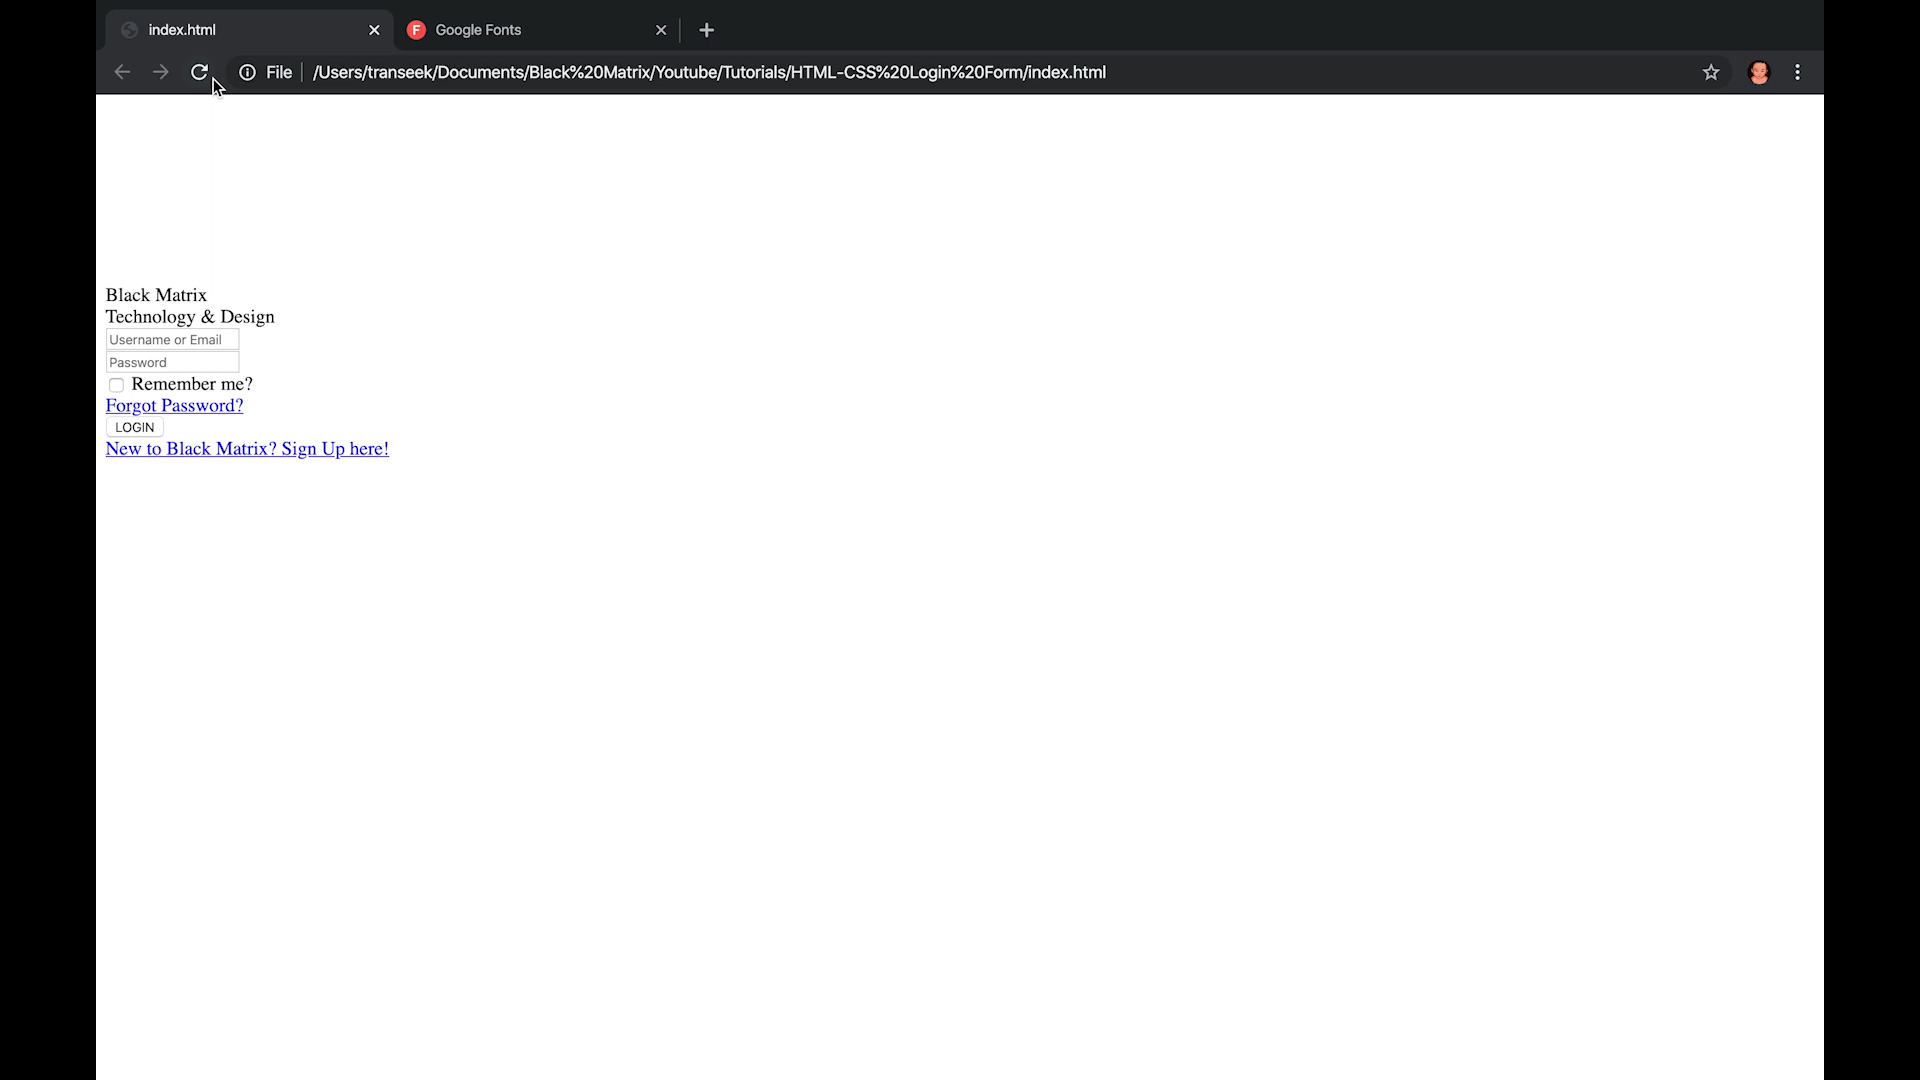 index.html
Google Fonts
File /Users/transeek/Documents/Black%20Matrix/Youtube/Tutorials/HTML-CSS%20Login%20Form/index.html
Black Matrix
Technology & Design
Username or Email
Password
Remember me?
Forgot Password?
LOGIN
New to Black Matrix? Sign Up here!